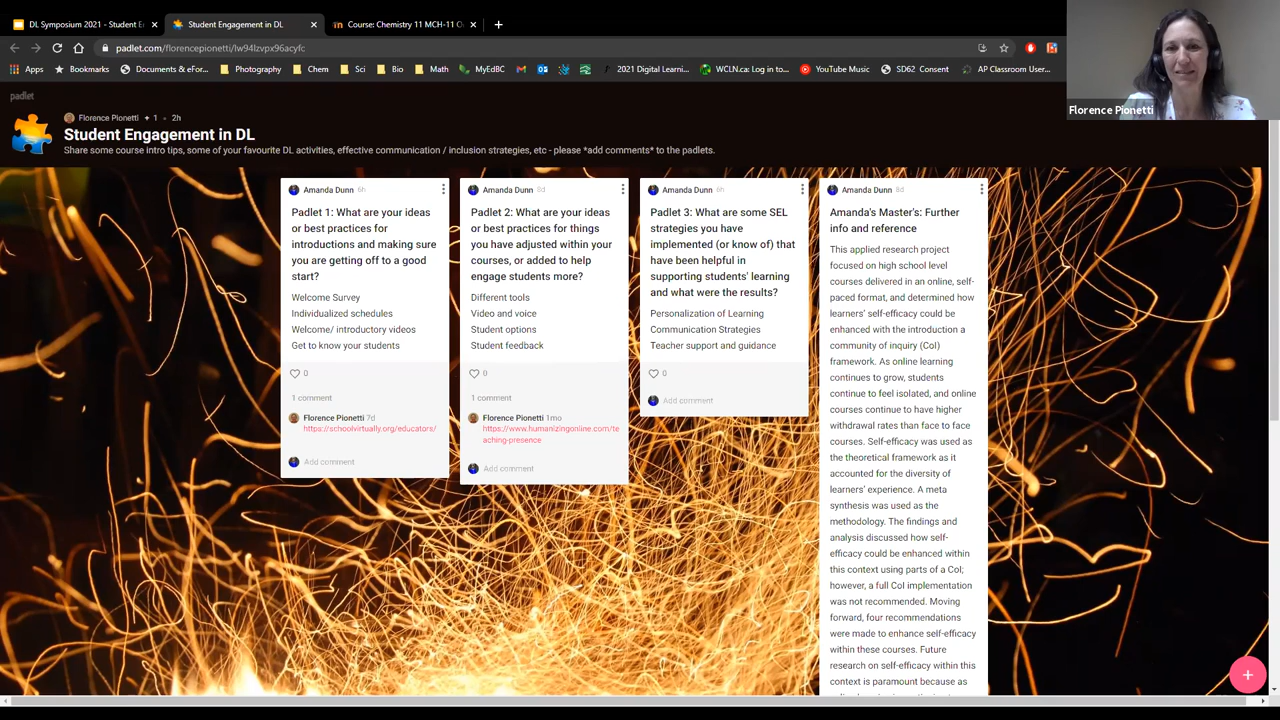 DL Symposium 2021 - Student E
Student Engagement in DL
Course: Chemistry 11 MCH-11 O
padlet.com/florencepionetti/lw94lzvpx96acyfc
Apps
Bookmarks
Documents & eFor...
Photography
Chem
Sci
Bio
Math
MyEdBC
2021 Digital Learni...
WCLN.ca: Log in to...
YouTube Music
SD62 Consent
AP Classroom User...
Florence Pionetti
padlet
Florence Pionetti + 1 • 2h
Student Engagement in DL
Share some course intro tips, some of your favourite DL activities, effective communication / inclusion strategies, etc - please *add comments* to the padlets.
Amanda Dunn 6h
Padlet 1: What are your ideas
or best practices for
introductions and making sure
you are getting off to a good
start?
Welcome Survey
Individualized schedules
Welcome/ introductory videos
Get to know your students
0
1 comment
Florence Pionetti 7d
https://schoolvirtually.org/educators/
Add comment
Amanda Dunn 8d
Padlet 2: What are your ideas
or best practices for things
you have adjusted within your
courses, or added to help
engage students more?
Different tools
Video and voice
Student options
Student feedback
0
1 comment
Florence Pionetti 1mo
https://www.humanizingonline.com/te
aching-presence
Add comment
Amanda Dunn 6h
Padlet 3: What are some SEL
strategies you have
implemented (or know of) that
have been helpful in
supporting students' learning
and what were the results?
Personalization of Learning
Communication Strategies
Teacher support and guidance
0
Add comment
Amanda Dunn 8d
Amanda's Master's: Further
info and reference
This applied research project
focused on high school level
courses delivered in an online, self-
paced format, and determined how
learners' self-efficacy could be
enhanced with the introduction a
community of inquiry (CoI)
framework. As online learning
continues to grow, students
continue to feel isolated, and online
courses continue to have higher
withdrawal rates than face to face
courses. Self-efficacy was used as
the theoretical framework as it
accounted for the diversity of
learners' experience. A meta
synthesis was used as the
methodology. The findings and
analysis discussed how self-
efficacy could be enhanced within
this context using parts of a CoI;
however, a full CoI implementation
was not recommended. Moving
forward, four recommendations
were made to enhance self-efficacy
within these courses. Future
research on self-efficacy within this
context is paramount because as